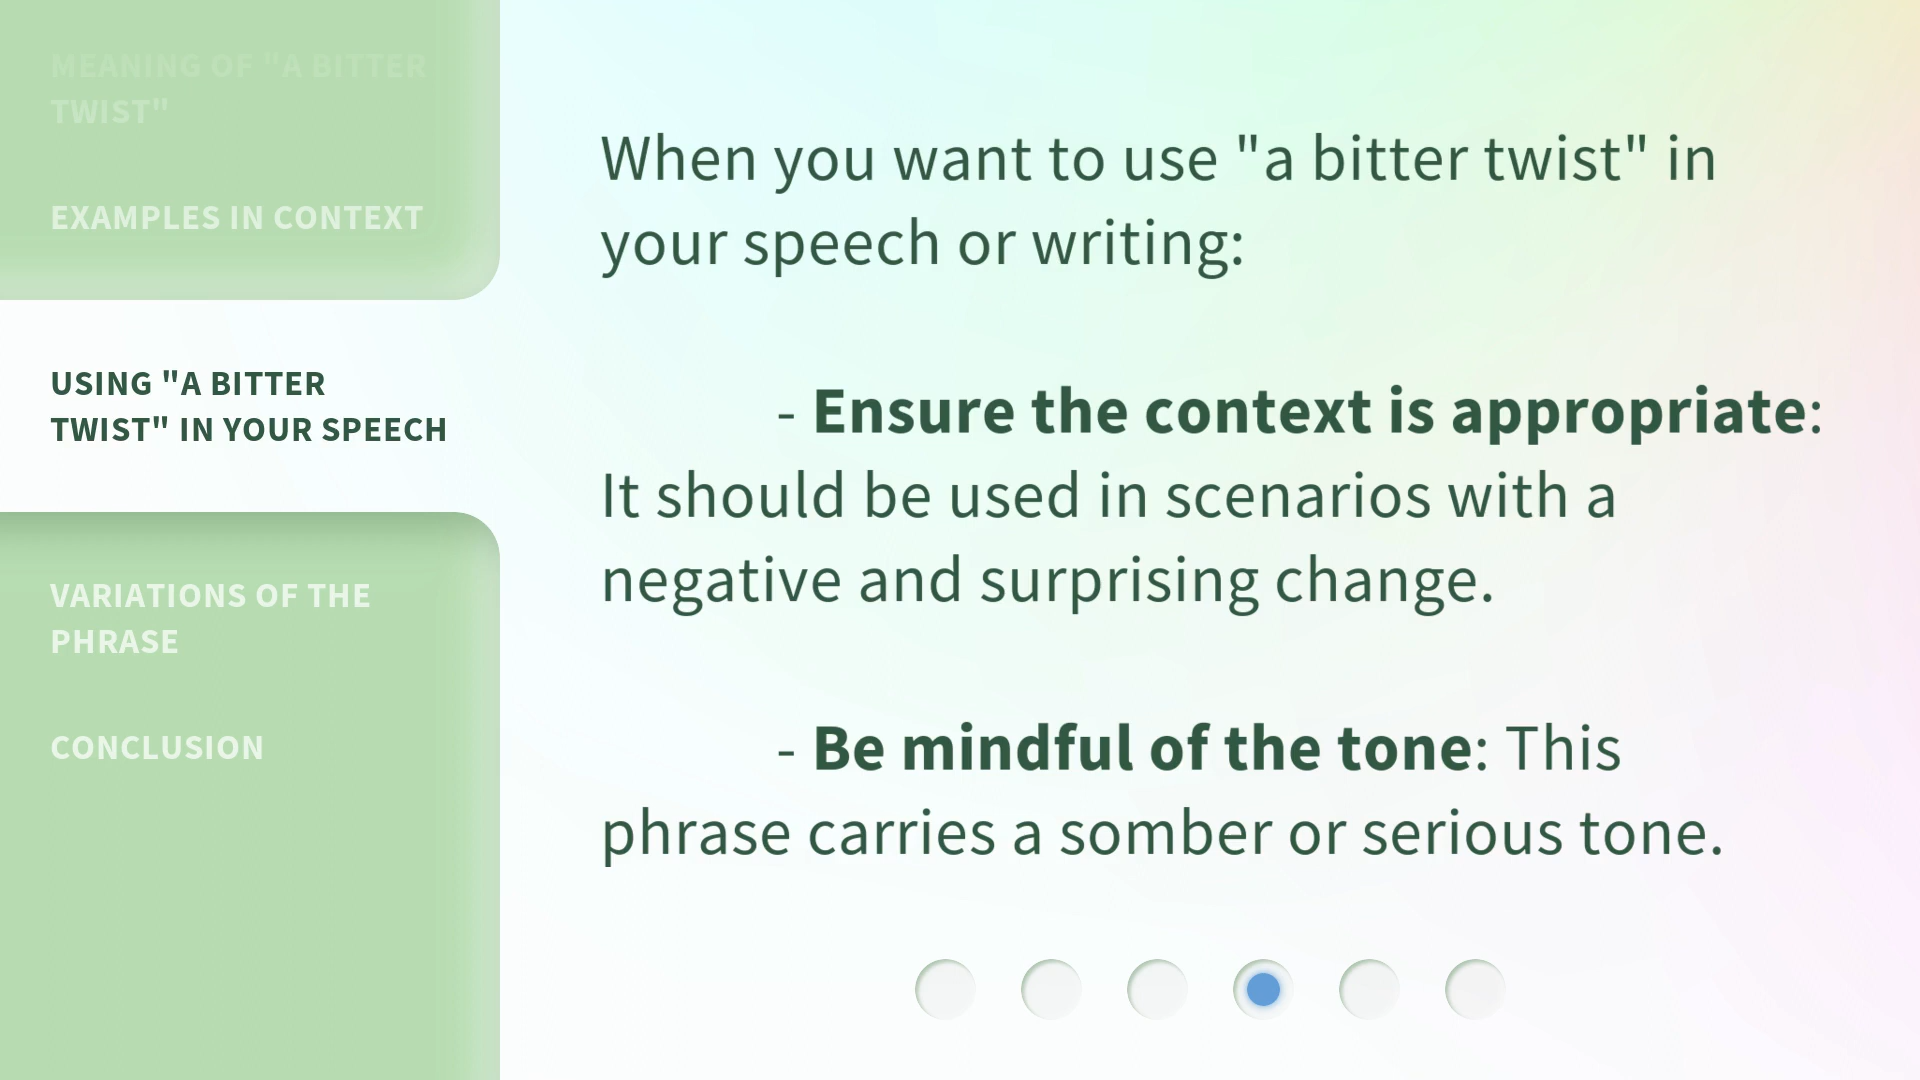 MEANING OF "A BITTER
TWIST"
EXAMPLES IN CONTEXT
USING "A BITTER
TWIST" IN YOUR SPEECH
VARIATIONS OF THE
PHRASE
CONCLUSION
When you want to use "a bitter twist" in
your speech or writing:
- Ensure the context is appropriate:
It should be used in scenarios with a
negative and surprising change.
- Be mindful of the tone: This
phrase carries a somber or serious tone.